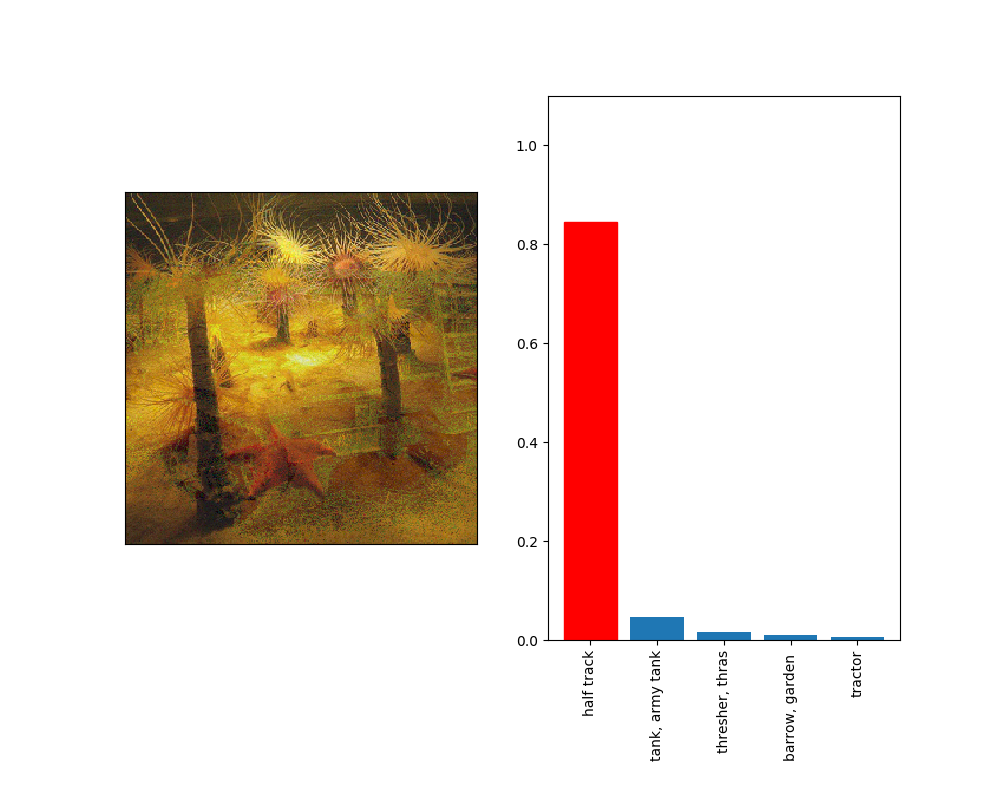 1.0
0.8
0.6
0.4
0.2
0.0
half track
tank, army tank
thresher, thras
barrow, garden
tractor